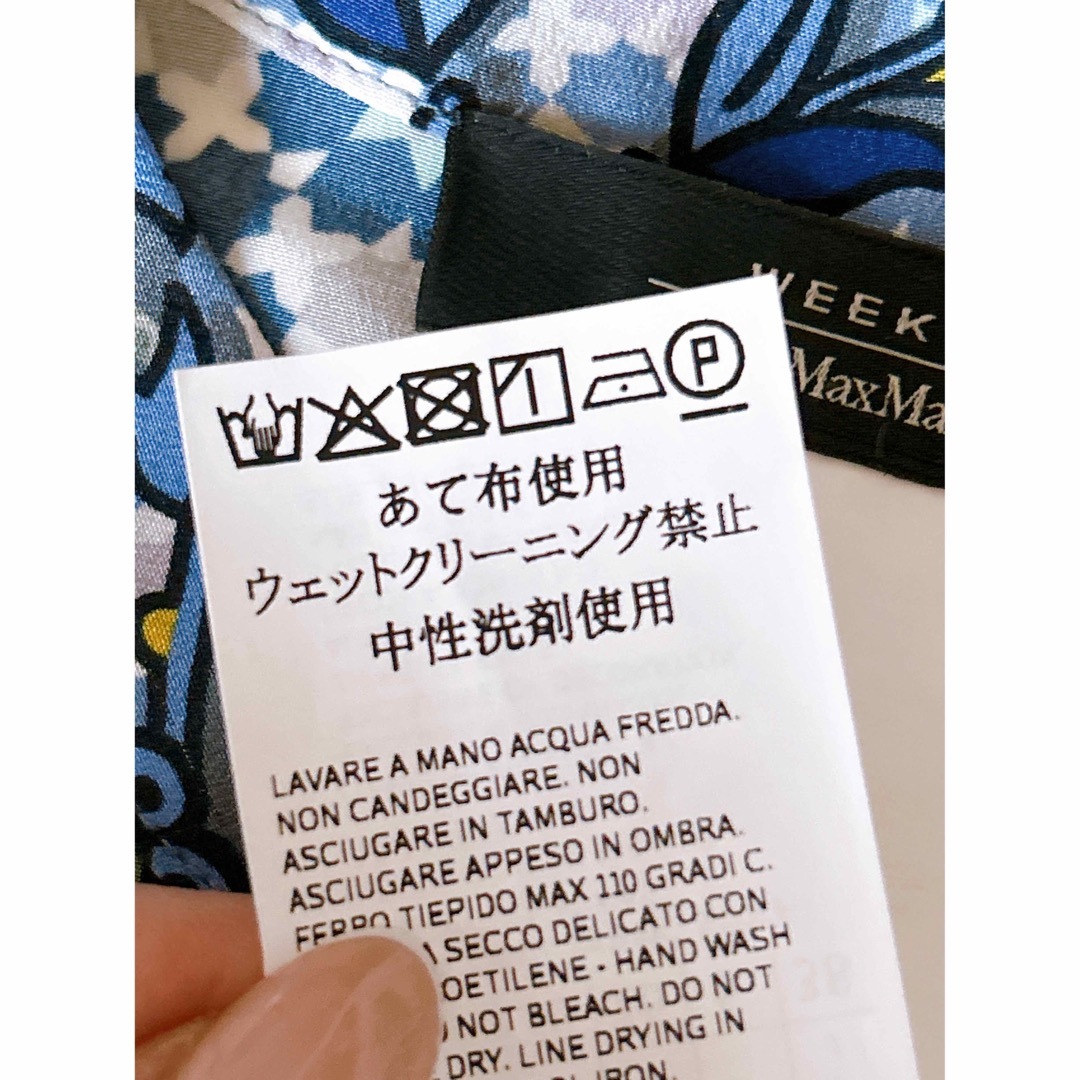 WEEK
MaxMa
P
あて布使用
ウェットクリーニング禁止
中性洗剤使用
LAVARE A MANO ACQUA FREDDA.
NON CANDEGGIARE. NON
ASCIUGARE IN TAMBURO.
ASCIUGARE APPESO IN OMBRA.
FERRO TIEPIDO MAX 110 GRADI C.
SECCO DELICATO CON
OETILENE - HAND WASH
NOT BLEACH. DO NOT
DRY. LINE DRYING IN
IRON.